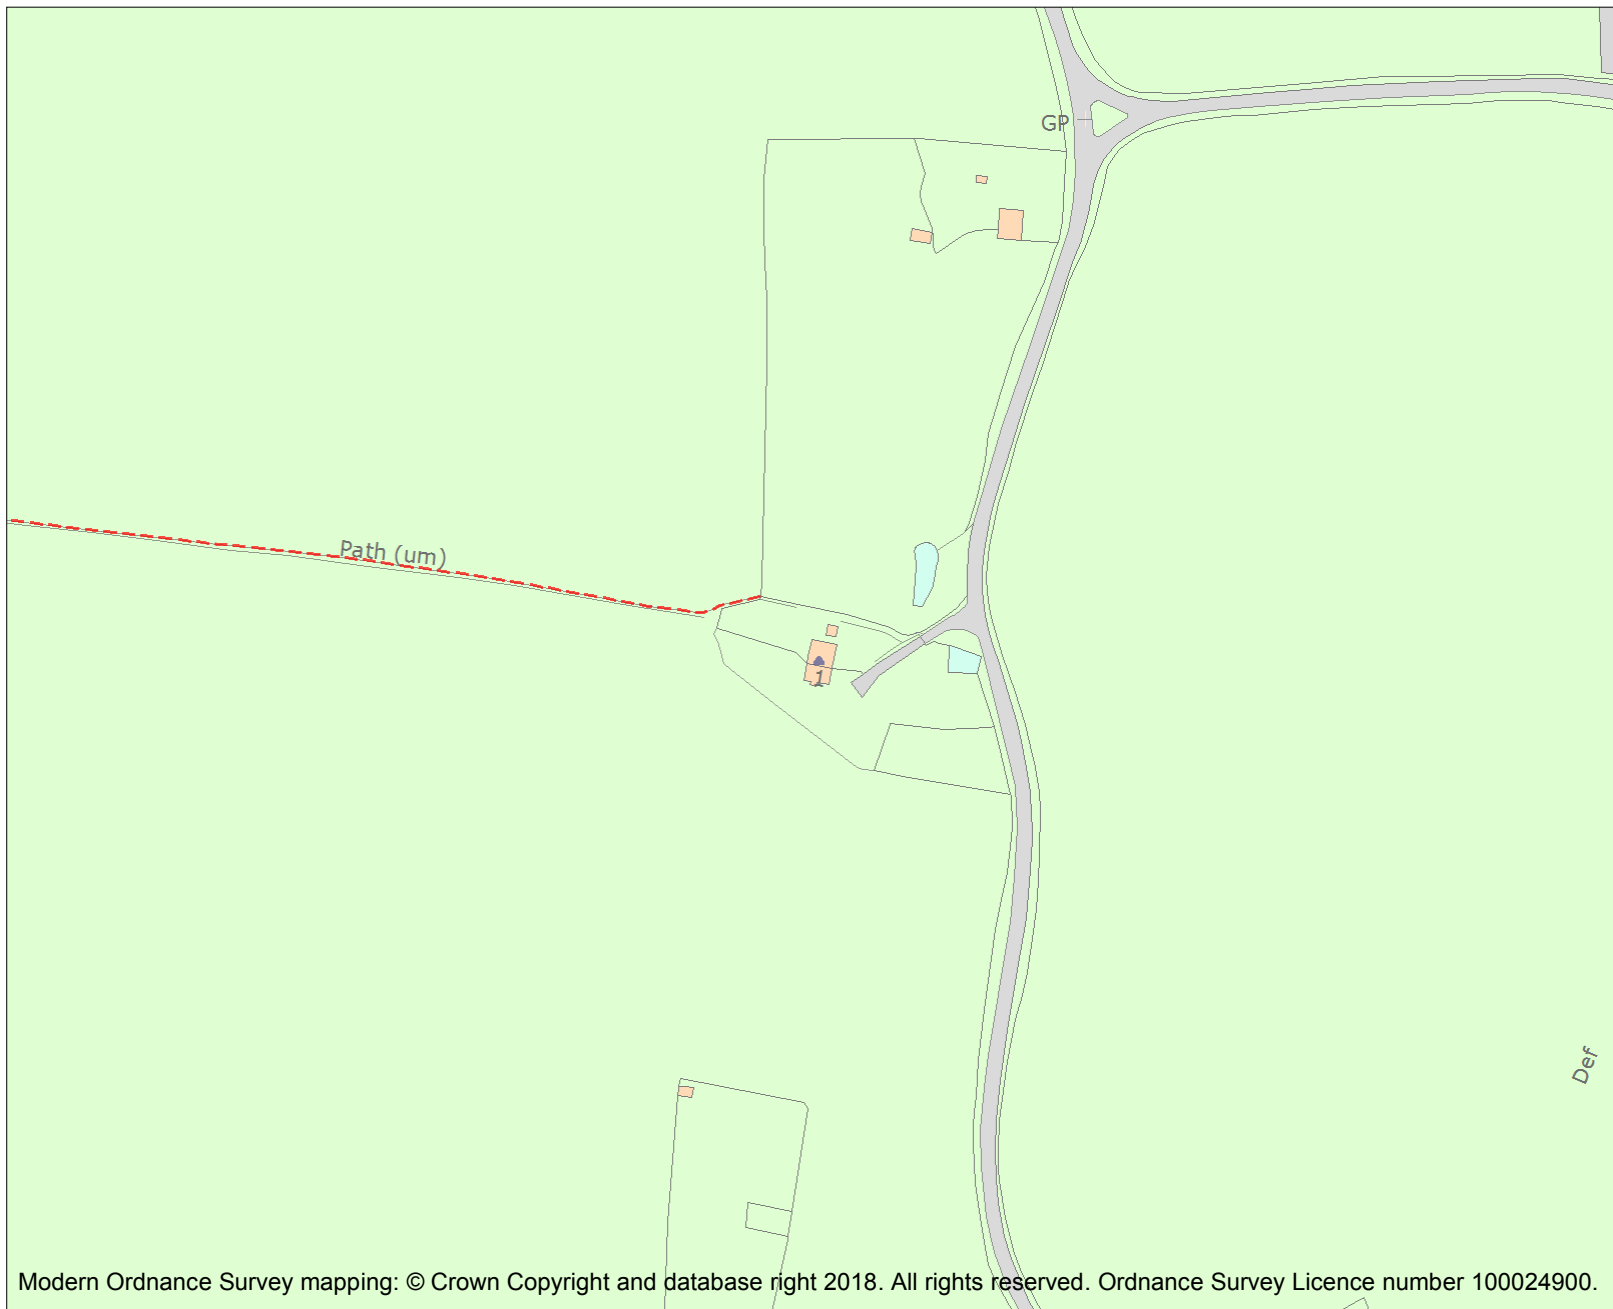 GP
Path (um)
1
Def
Modern Ordnance Survey mapping: © Crown Copyright and database right 2018. All rights reserved. Ordnance Survey Licence number 100024900.